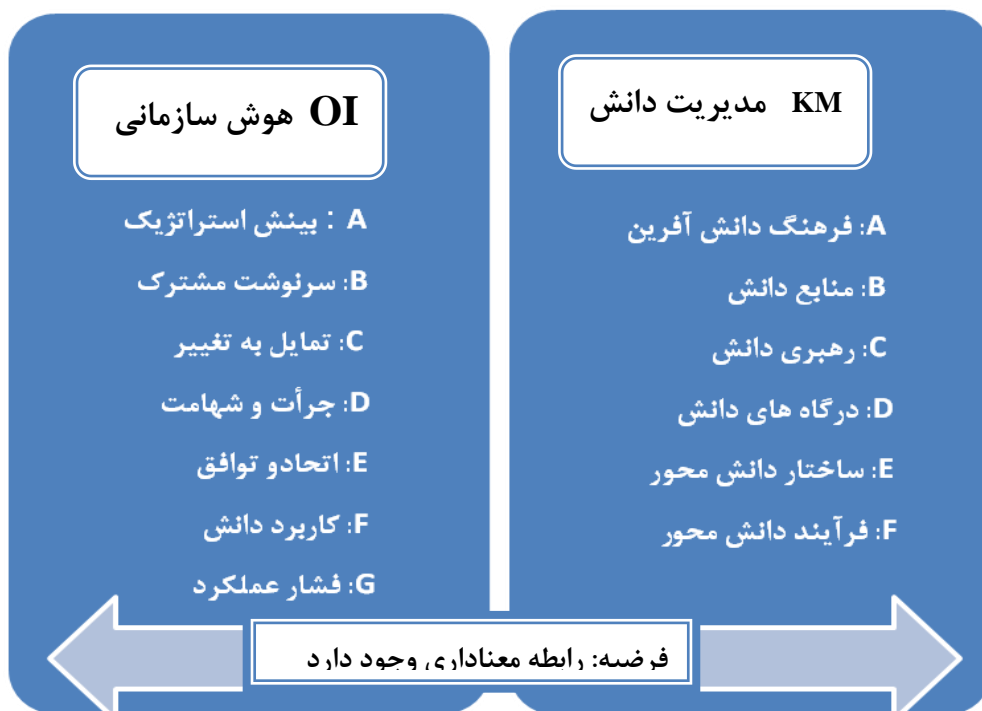 KM مدیریت دانش
A: فرهنگ دانش آفرین
B: منابع دانش
C: رهبری دانش
D: درگاه های دانش
E: ساختار دانش محور
F: فرآیند دانش محور
OI هوش سازمانی
A : بینش استراتژیک
B: سرنوشت مشترک
C: تمایل به تغییر
D: جرأت و شهامت
E: اتحادو توافق
F: کاربرد دانش
G: فشار عملکرد
فرضیه: رابطه معناداری وجود دارد